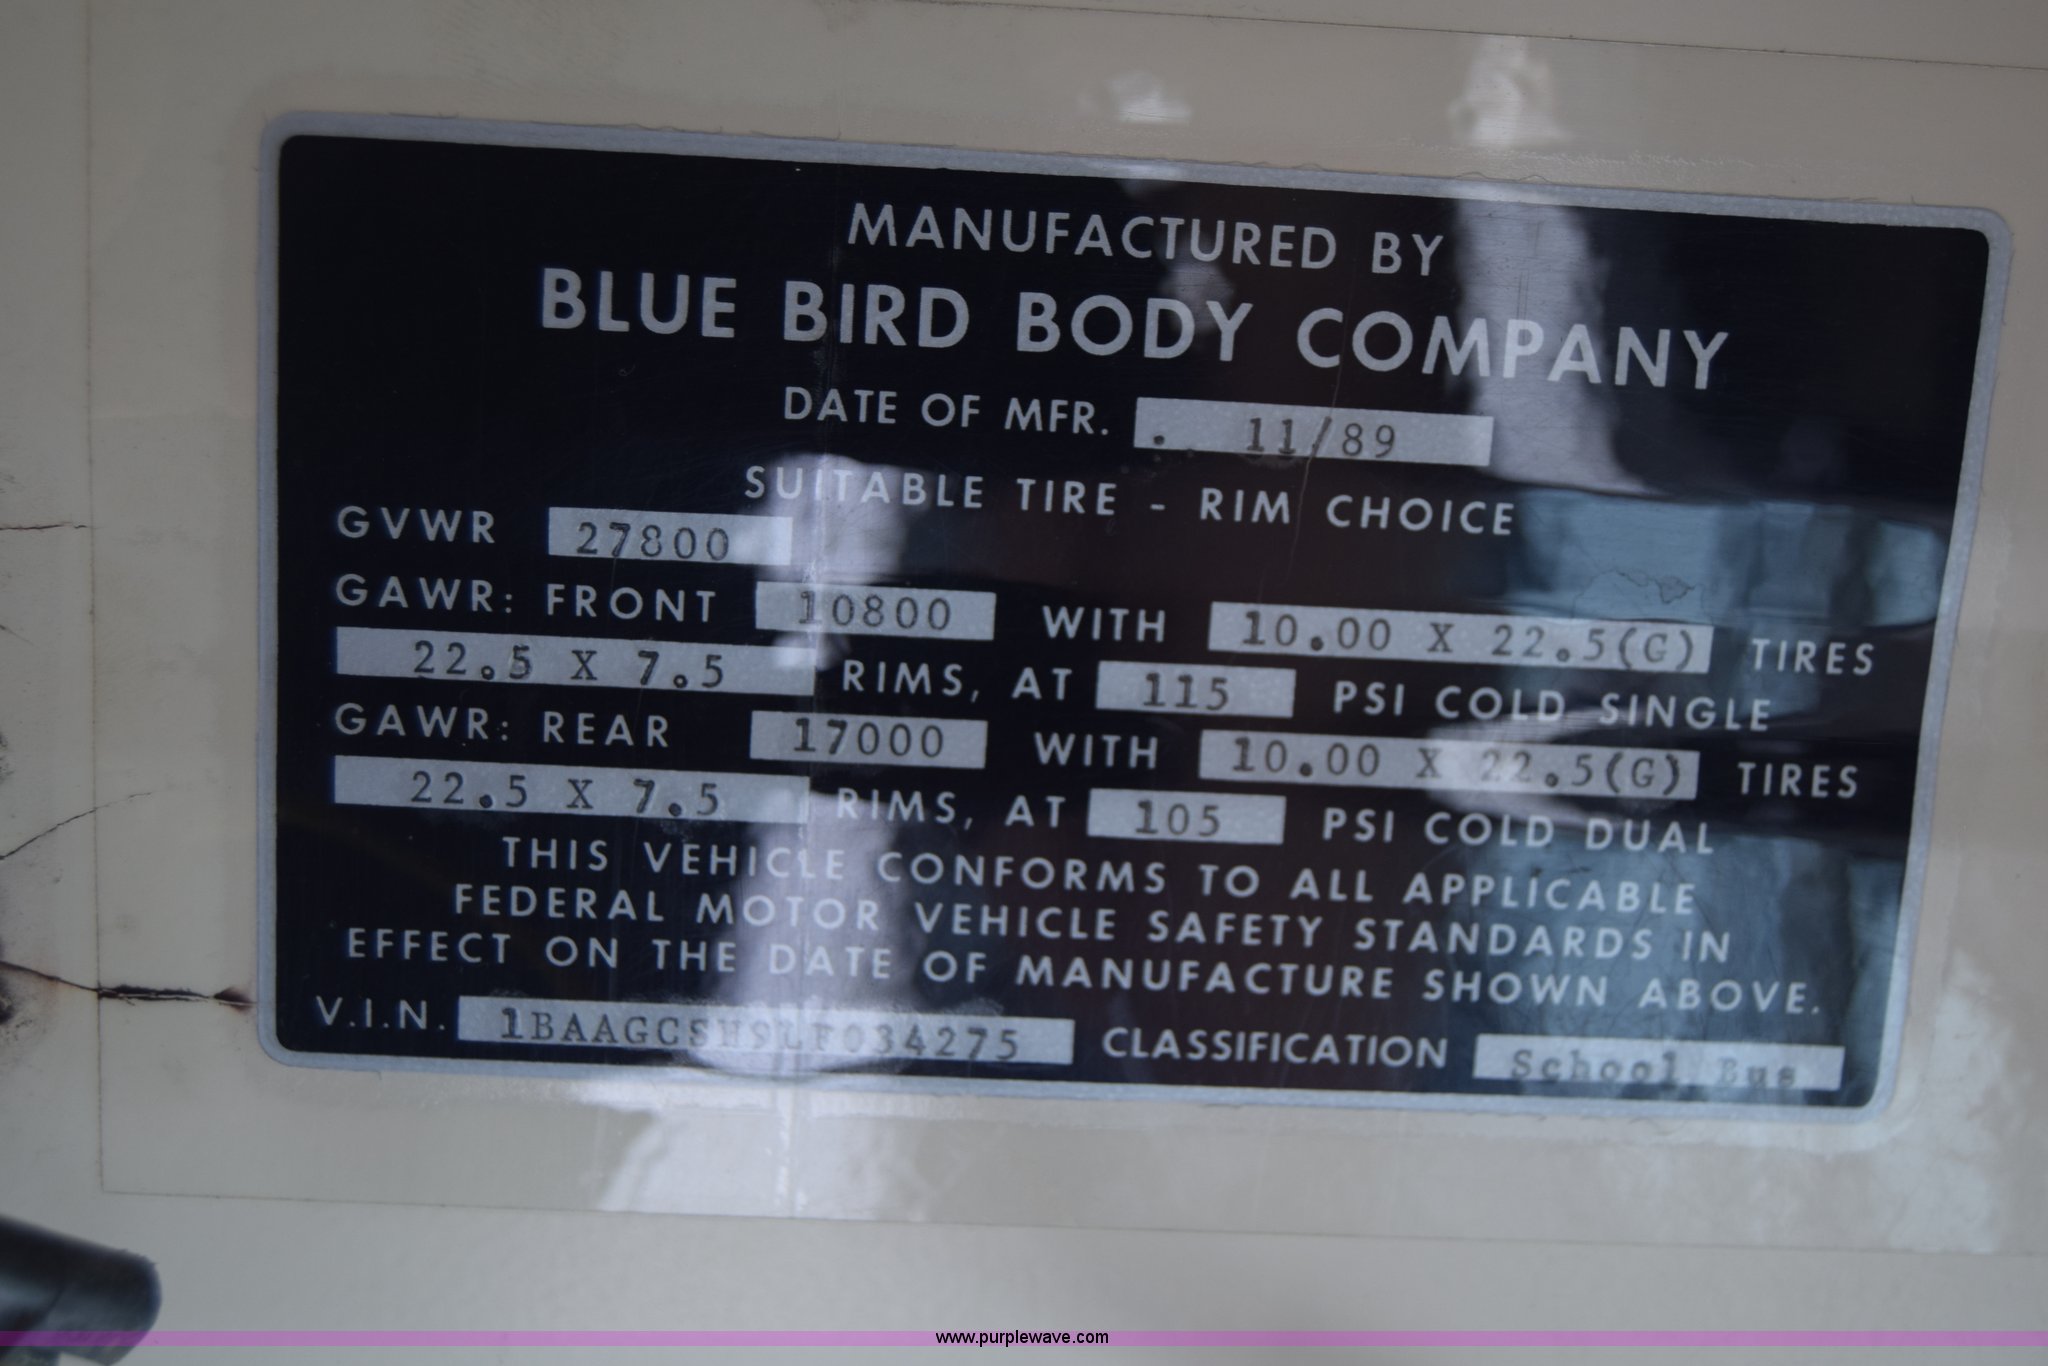 MANUFACTURED BY
BLUE BIRD BODY COMPANY
DATE OF MFR. . 11/89
SUITABLE TIRE - RIM CHOICE
GVWR 27800
GAWR: FRONT 10800 WITH 10.00 X 22.5(G) TIRES
22.5 X 7.5 RIMS, AT 115 PSI COLD SINGLE
GAWR: REAR 17000 WITH 10.00 X 22.5(G) TIRES
22.5 X 7.5 RIMS, AT 105 PSI COLD DUAL
THIS VEHICLE CONFORMS TO ALL APPLICABLE
FEDERAL MOTOR VEHICLE SAFETY STANDARDS IN
EFFECT ON THE DATE OF MANUFACTURE SHOWN ABOVE.
V.I.N. 1BAAGCSH9LF034275 CLASSIFICATION School Bus
www.purplewave.com